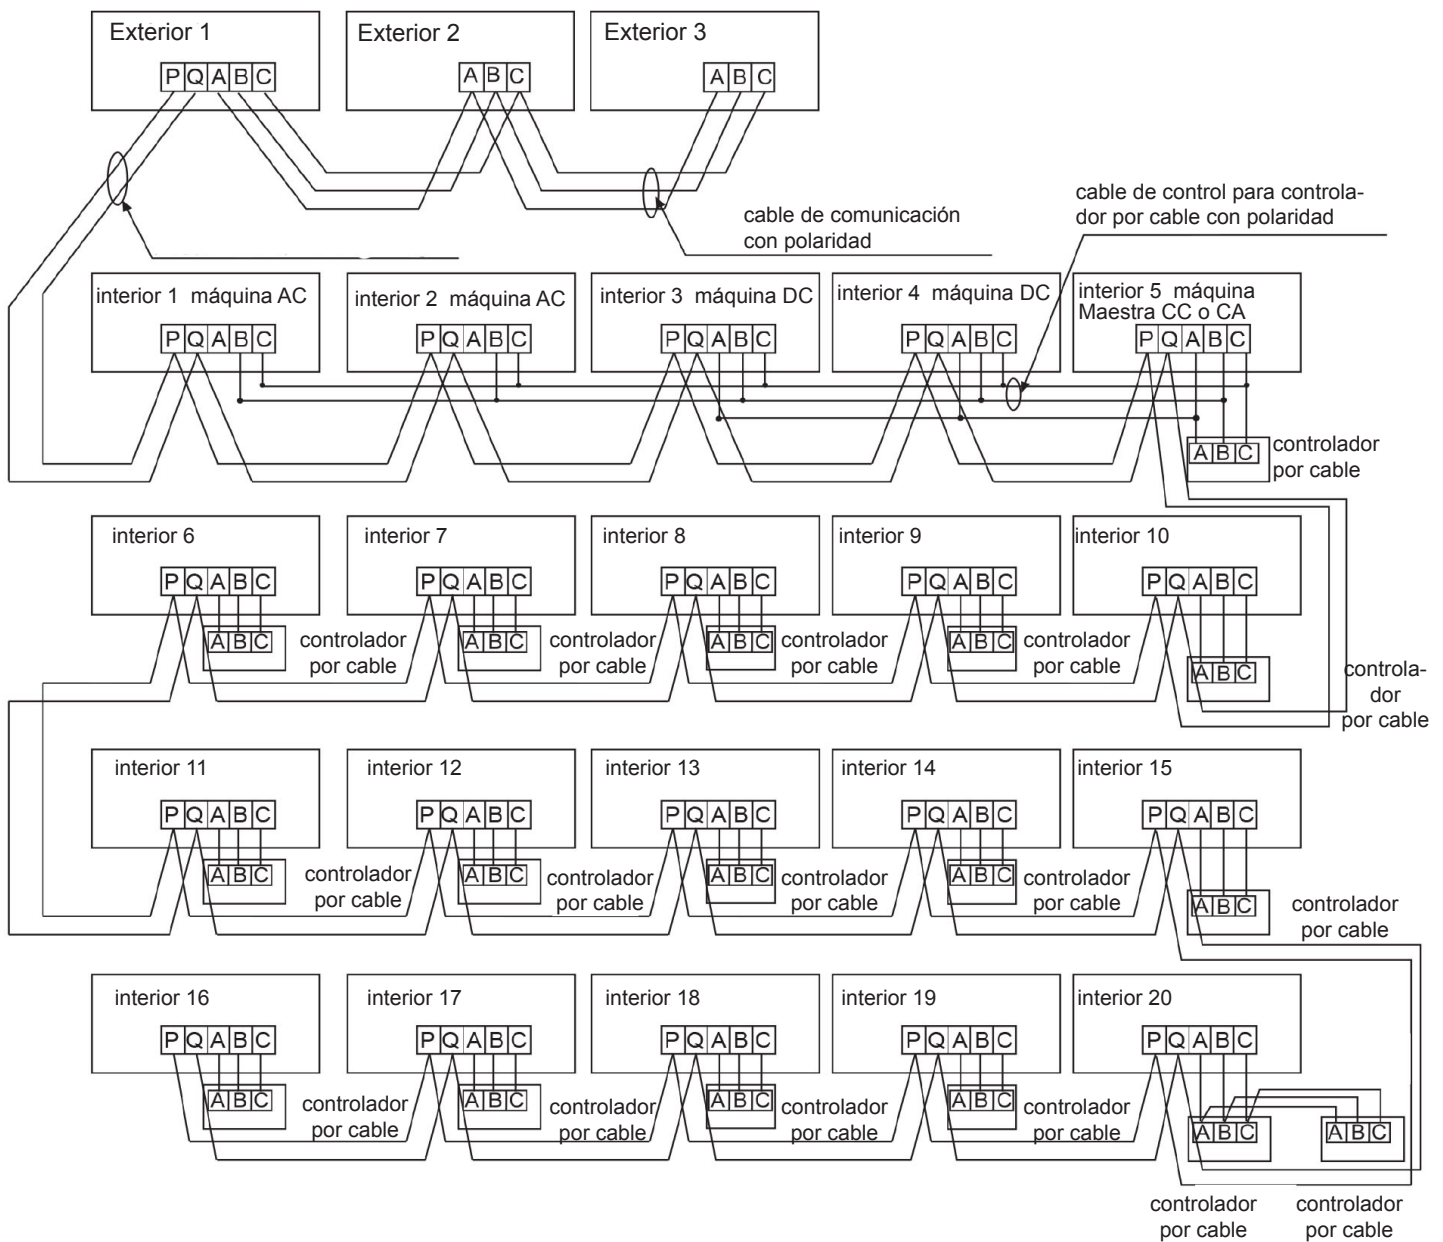 Exterior 1
Exterior 2
Exterior 3
P Q A B C
A B C
A B C
cable de comunicación
con polaridad
cable de control para controla-
dor por cable con polaridad
interior 1 máquina AC
interior 2 máquina AC
interior 3 máquina DC
interior 4 máquina DC
interior 5 máquina
Maestra CC o CA
P Q A B C
P Q A B C
P Q A B C
P Q A B C
P Q A B C
A B C
controlador
por cable
interior 6
interior 7
interior 8
interior 9
interior 10
P Q A B C
P Q A B C
P Q A B C
P Q A B C
P Q A B C
A B C
controlador
por cable
A B C
controlador
por cable
A B C
controlador
por cable
A B C
controlador
por cable
A B C
controla-
dor
por cable
interior 11
interior 12
interior 13
interior 14
interior 15
P Q A B C
P Q A B C
P Q A B C
P Q A B C
P Q A B C
A B C
controlador
por cable
A B C
controlador
por cable
A B C
controlador
por cable
A B C
controlador
por cable
A B C
controlador
por cable
interior 16
interior 17
interior 18
interior 19
interior 20
P Q A B C
P Q A B C
P Q A B C
P Q A B C
P Q A B C
A B C
controlador
por cable
A B C
controlador
por cable
A B C
controlador
por cable
A B C
controlador
por cable
A B C
A B C
controlador
por cable
controlador
por cable